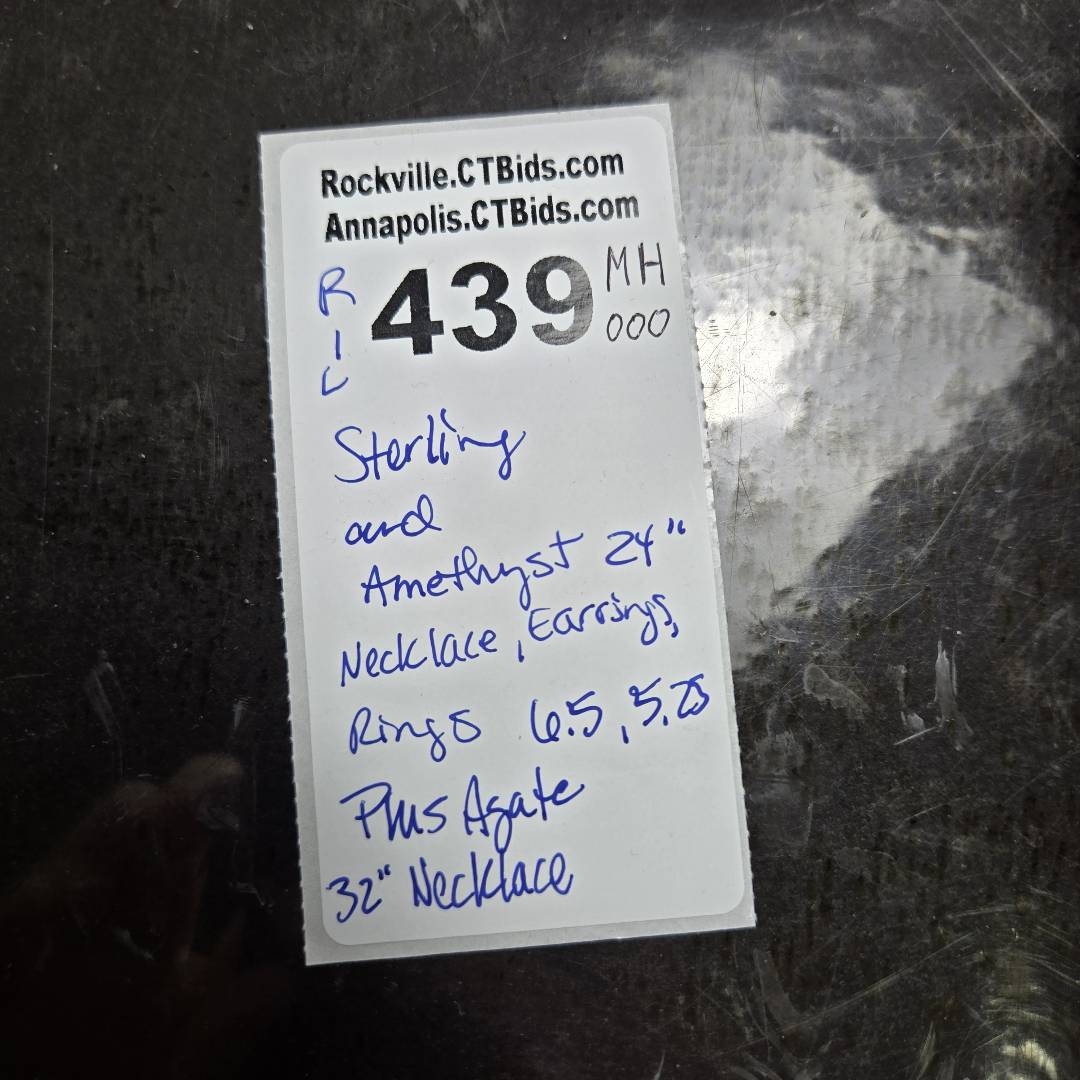 Rockville.CTBids.com
Annapolis.CTBids.com
R
I
L
439
MH
000
Sterling
and
Amethyst 24"
Necklace, Earrings,
Rings 6.5, 5.25
Plus Agate
32" Necklace